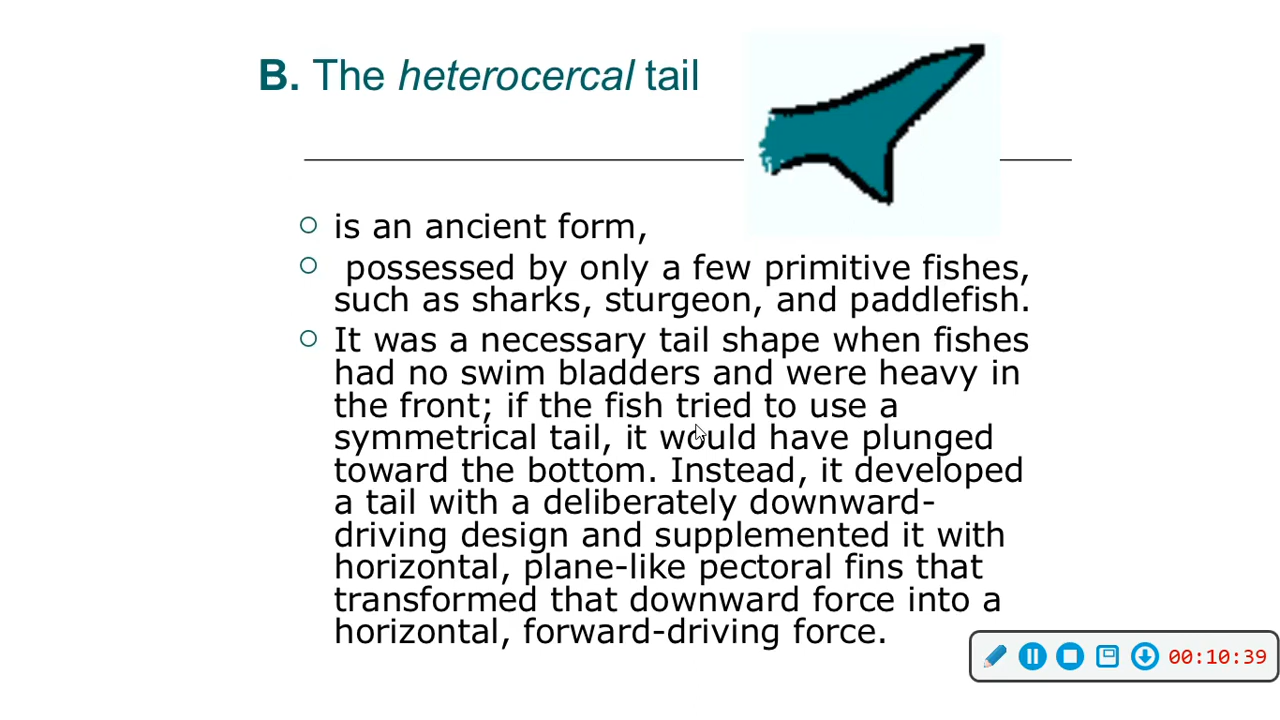 B. The heterocercal tail
is an ancient form,
possessed by only a few primitive fishes,
such as sharks, sturgeon, and paddlefish.
It was a necessary tail shape when fishes
had no swim bladders and were heavy in
the front; if the fish tried to use a
symmetrical tail, it would have plunged
toward the bottom. Instead, it developed
a tail with a deliberately downward-
driving design and supplemented it with
horizontal, plane-like pectoral fins that
transformed that downward force into a
horizontal, forward-driving force.
00:10:39